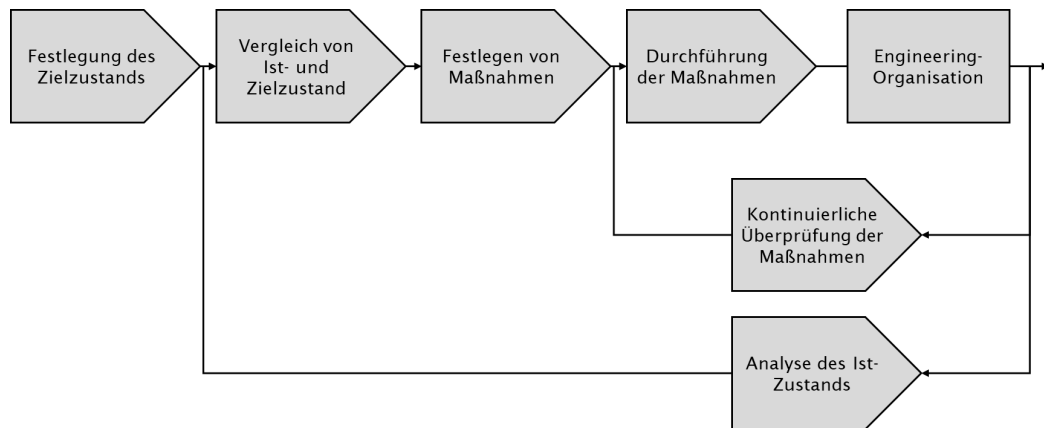 Festlegung des
Zielzustands
Vergleich von
Ist- und
Zielzustand
Festlegen von
Maßnahmen
Durchführung
der Maßnahmen
Engineering-
Organisation
Kontinuierliche
Überprüfung der
Maßnahmen
Analyse des Ist-
Zustands